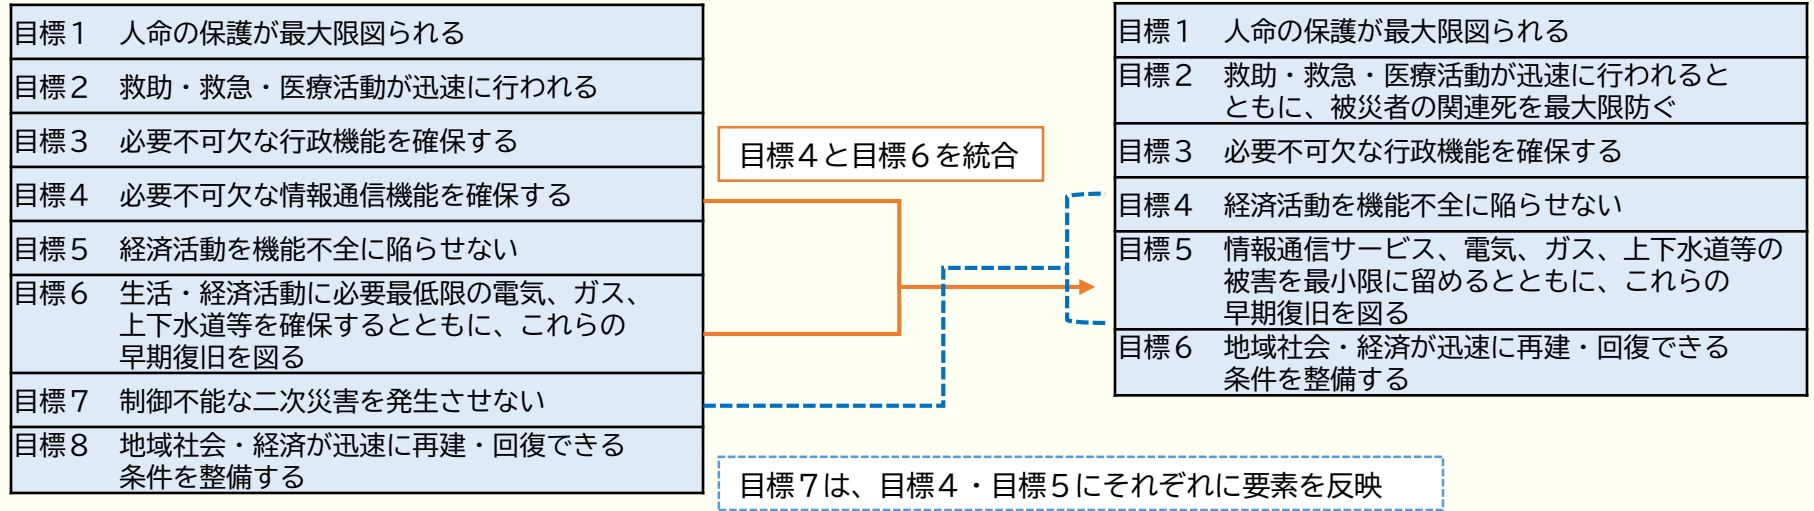 目標１　人命の保護が最大限図られる
目標２　救助・救急・医療活動が迅速に行われる
目標３　必要不可欠な行政機能を確保する
目標４　必要不可欠な情報通信機能を確保する
目標５　経済活動を機能不全に陥らせない
目標６　生活・経済活動に必要最低限の電気、ガス、
上下水道等を確保するとともに、これらの
早期復旧を図る
目標７　制御不能な二次災害を発生させない
目標８　地域社会・経済が迅速に再建・回復できる
条件を整備する
目標４と目標６を統合
目標７は、目標４・目標５にそれぞれに要素を反映
目標１　人命の保護が最大限図られる
目標２　救助・救急・医療活動が迅速に行われると
ともに、被災者の関連死を最大限防ぐ
目標３　必要不可欠な行政機能を確保する
目標４　経済活動を機能不全に陥らせない
目標５　情報通信サービス、電気、ガス、上下水道等の
被害を最小限に留めるとともに、これらの
早期復旧を図る
目標６　地域社会・経済が迅速に再建・回復できる
条件を整備する